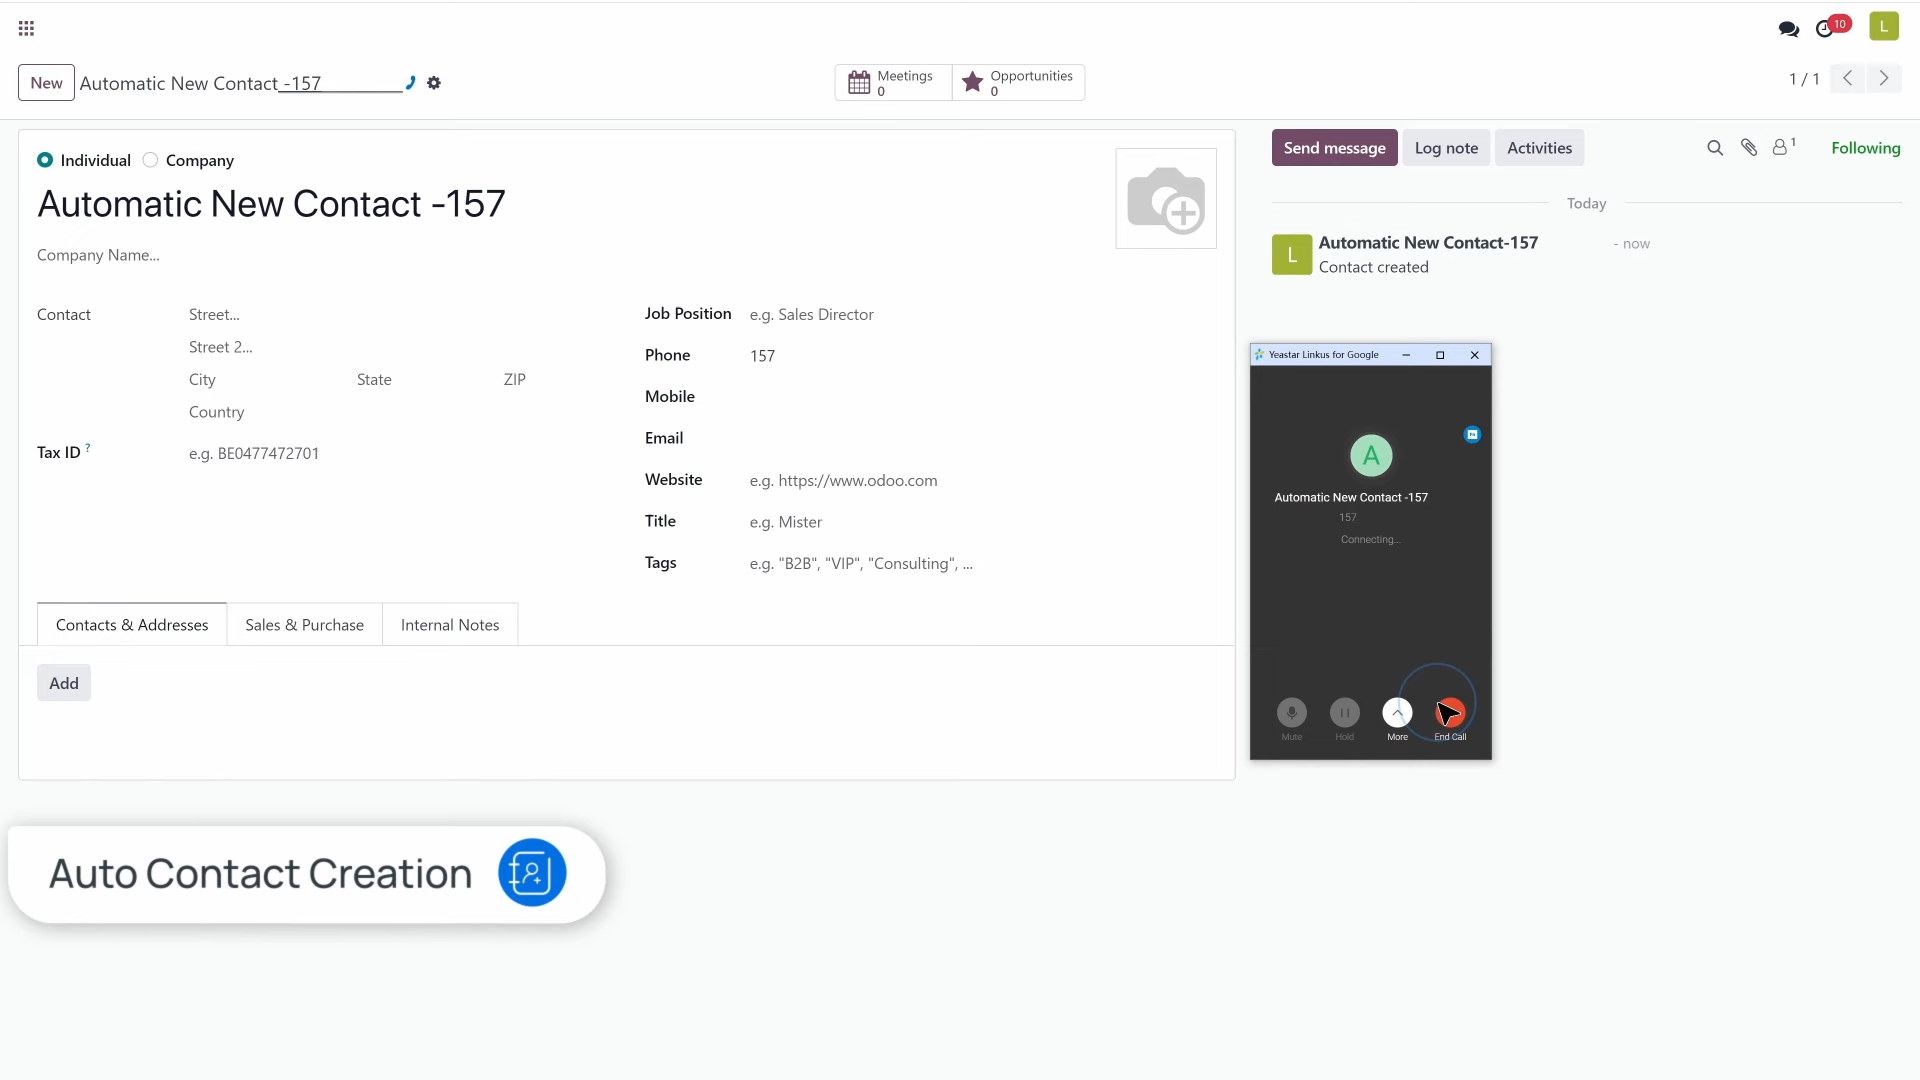 10
L
New
Automatic New Contact -157
Meetings
0
Opportunities
0
1 / 1
Individual
Company
Automatic New Contact -157
Company Name...
Contact
Street...
Street 2...
City State ZIP
Country
Tax ID ?
e.g. BE0477472701
Job Position e.g. Sales Director
Phone 157
Mobile
Email
Website e.g. https://www.odoo.com
Title e.g. Mister
Tags e.g. "B2B", "VIP", "Consulting", ...
Contacts & Addresses
Sales & Purchase
Internal Notes
Add
Send message
Log note
Activities
1
Following
Today
L
Automatic New Contact-157 - now
Contact created
Yeastar Linkus for Google
A
Automatic New Contact -157
157
Connecting...
Mute
Hold
More
End Call
Auto Contact Creation